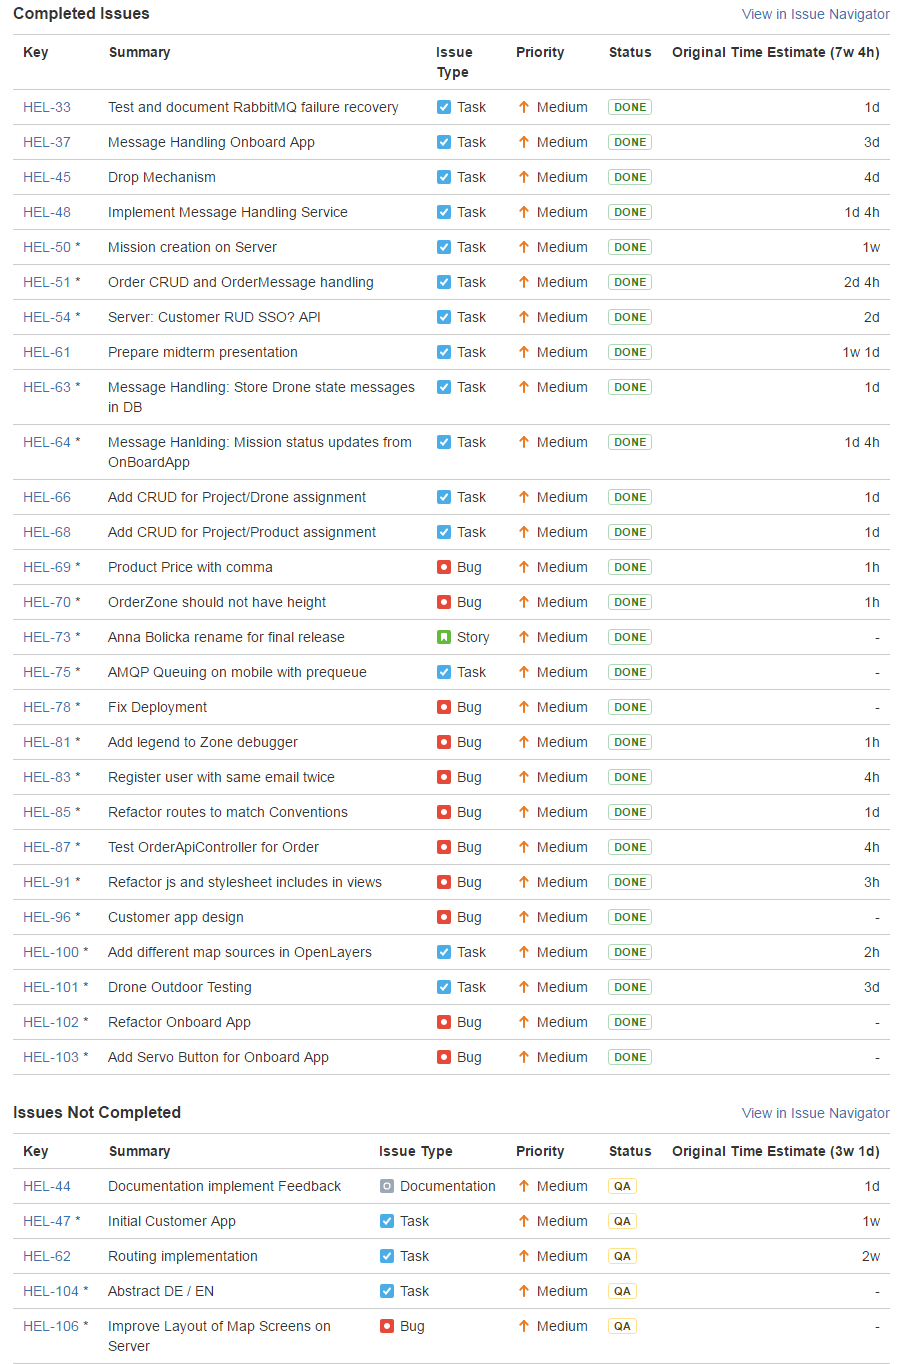 Completed Issues View in Issue Navigator
Key Summary Issue Type Priority Status Original Time Estimate (7w 4h)
HEL-33 Test and document RabbitMQ failure recovery Task Medium DONE 1d
HEL-37 Message Handling Onboard App Task Medium DONE 3d
HEL-45 Drop Mechanism Task Medium DONE 4d
HEL-48 Implement Message Handling Service Task Medium DONE 1d 4h
HEL-50 * Mission creation on Server Task Medium DONE 1w
HEL-51 * Order CRUD and OrderMessage handling Task Medium DONE 2d 4h
HEL-54 * Server: Customer RUD SSO? API Task Medium DONE 2d
HEL-61 Prepare midterm presentation Task Medium DONE 1w 1d
HEL-63 * Message Handling: Store Drone state messages Task Medium DONE 1d
in DB
HEL-64 * Message Hanlding: Mission status updates from Task Medium DONE 1d 4h
OnBoardApp
HEL-66 Add CRUD for Project/Drone assignment Task Medium DONE 1d
HEL-68 Add CRUD for Project/Product assignment Task Medium DONE 1d
HEL-69 * Product Price with comma Bug Medium DONE 1h
HEL-70 * OrderZone should not have height Bug Medium DONE 1h
HEL-73 * Anna Bolicka rename for final release Story Medium DONE -
HEL-75 * AMQP Queuing on mobile with prequeue Task Medium DONE -
HEL-78 * Fix Deployment Bug Medium DONE -
HEL-81 * Add legend to Zone debugger Bug Medium DONE 1h
HEL-83 * Register user with same email twice Bug Medium DONE 4h
HEL-85 * Refactor routes to match Conventions Bug Medium DONE 1d
HEL-87 * Test OrderApiController for Order Bug Medium DONE 4h
HEL-91 * Refactor js and stylesheet includes in views Bug Medium DONE 3h
HEL-96 * Customer app design Bug Medium DONE -
HEL-100 * Add different map sources in OpenLayers Task Medium DONE 2h
HEL-101 * Drone Outdoor Testing Task Medium DONE 3d
HEL-102 * Refactor Onboard App Bug Medium DONE -
HEL-103 * Add Servo Button for Onboard App Bug Medium DONE -
Issues Not Completed View in Issue Navigator
Key Summary Issue Type Priority Status Original Time Estimate (3w 1d)
HEL-44 Documentation implement Feedback Documentation Medium QA 1d
HEL-47 * Initial Customer App Task Medium QA 1w
HEL-62 Routing implementation Task Medium QA 2w
HEL-104 * Abstract DE / EN Task Medium QA -
HEL-106 * Improve Layout of Map Screens on Bug Medium QA -
Server